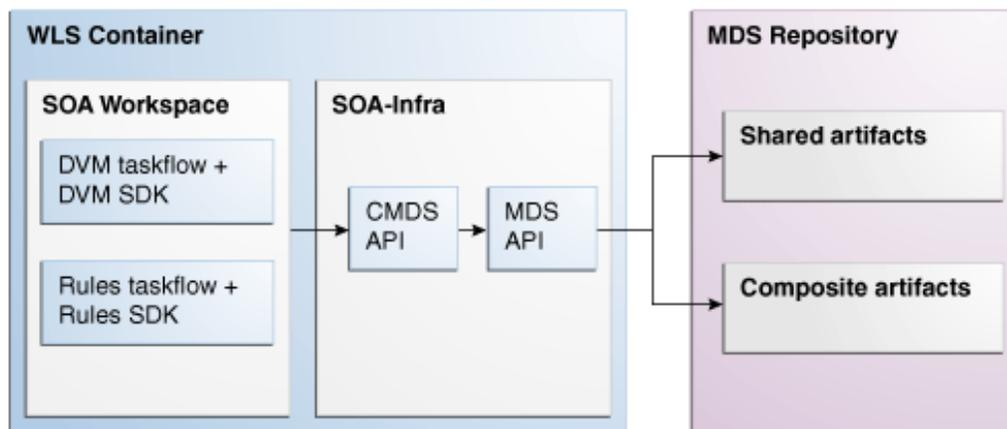 WLS Container
SOA Workspace
DVM taskflow +
DVM SDK
Rules taskflow +
Rules SDK
SOA-Infra
CMDS
API
MDS
API
MDS Repository
Shared artifacts
Composite artifacts